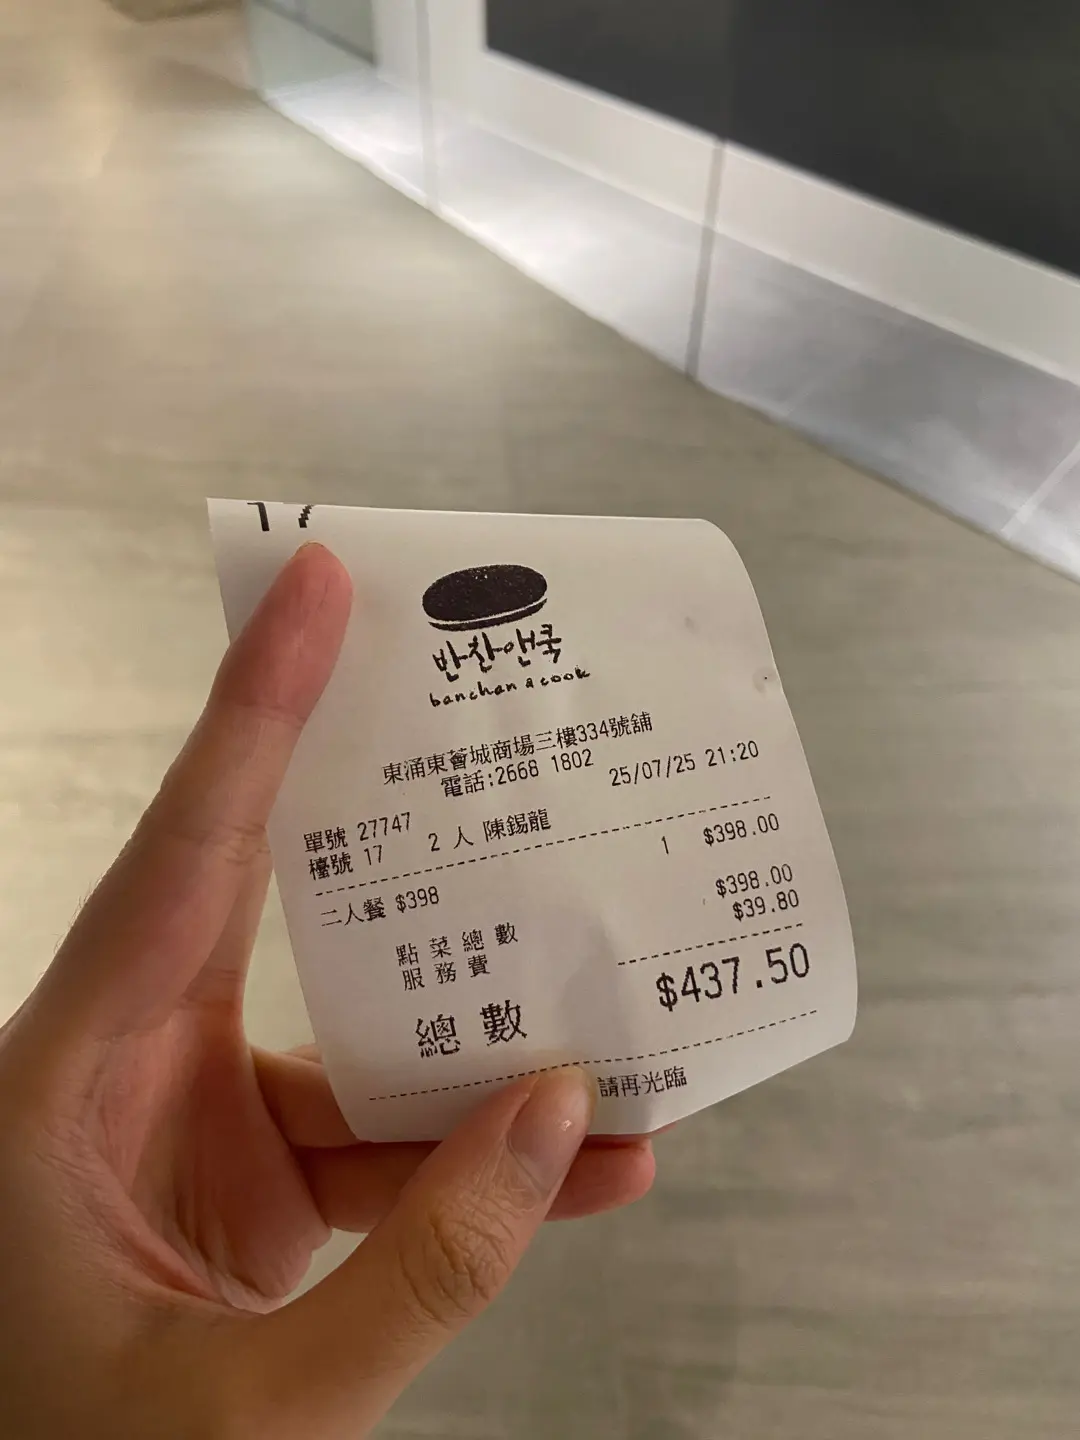 17
반찬앤쿡
banchan & cook
東涌東薈城商場三樓334號舖
電話:2668 1802
25/07/25 21:20
單號 27747
檯號 17 2 人 陳錫龍
二人餐 $398 1 $398.00
點菜總數 $398.00
服務費 $39.80
總數 $437.50
請再光臨